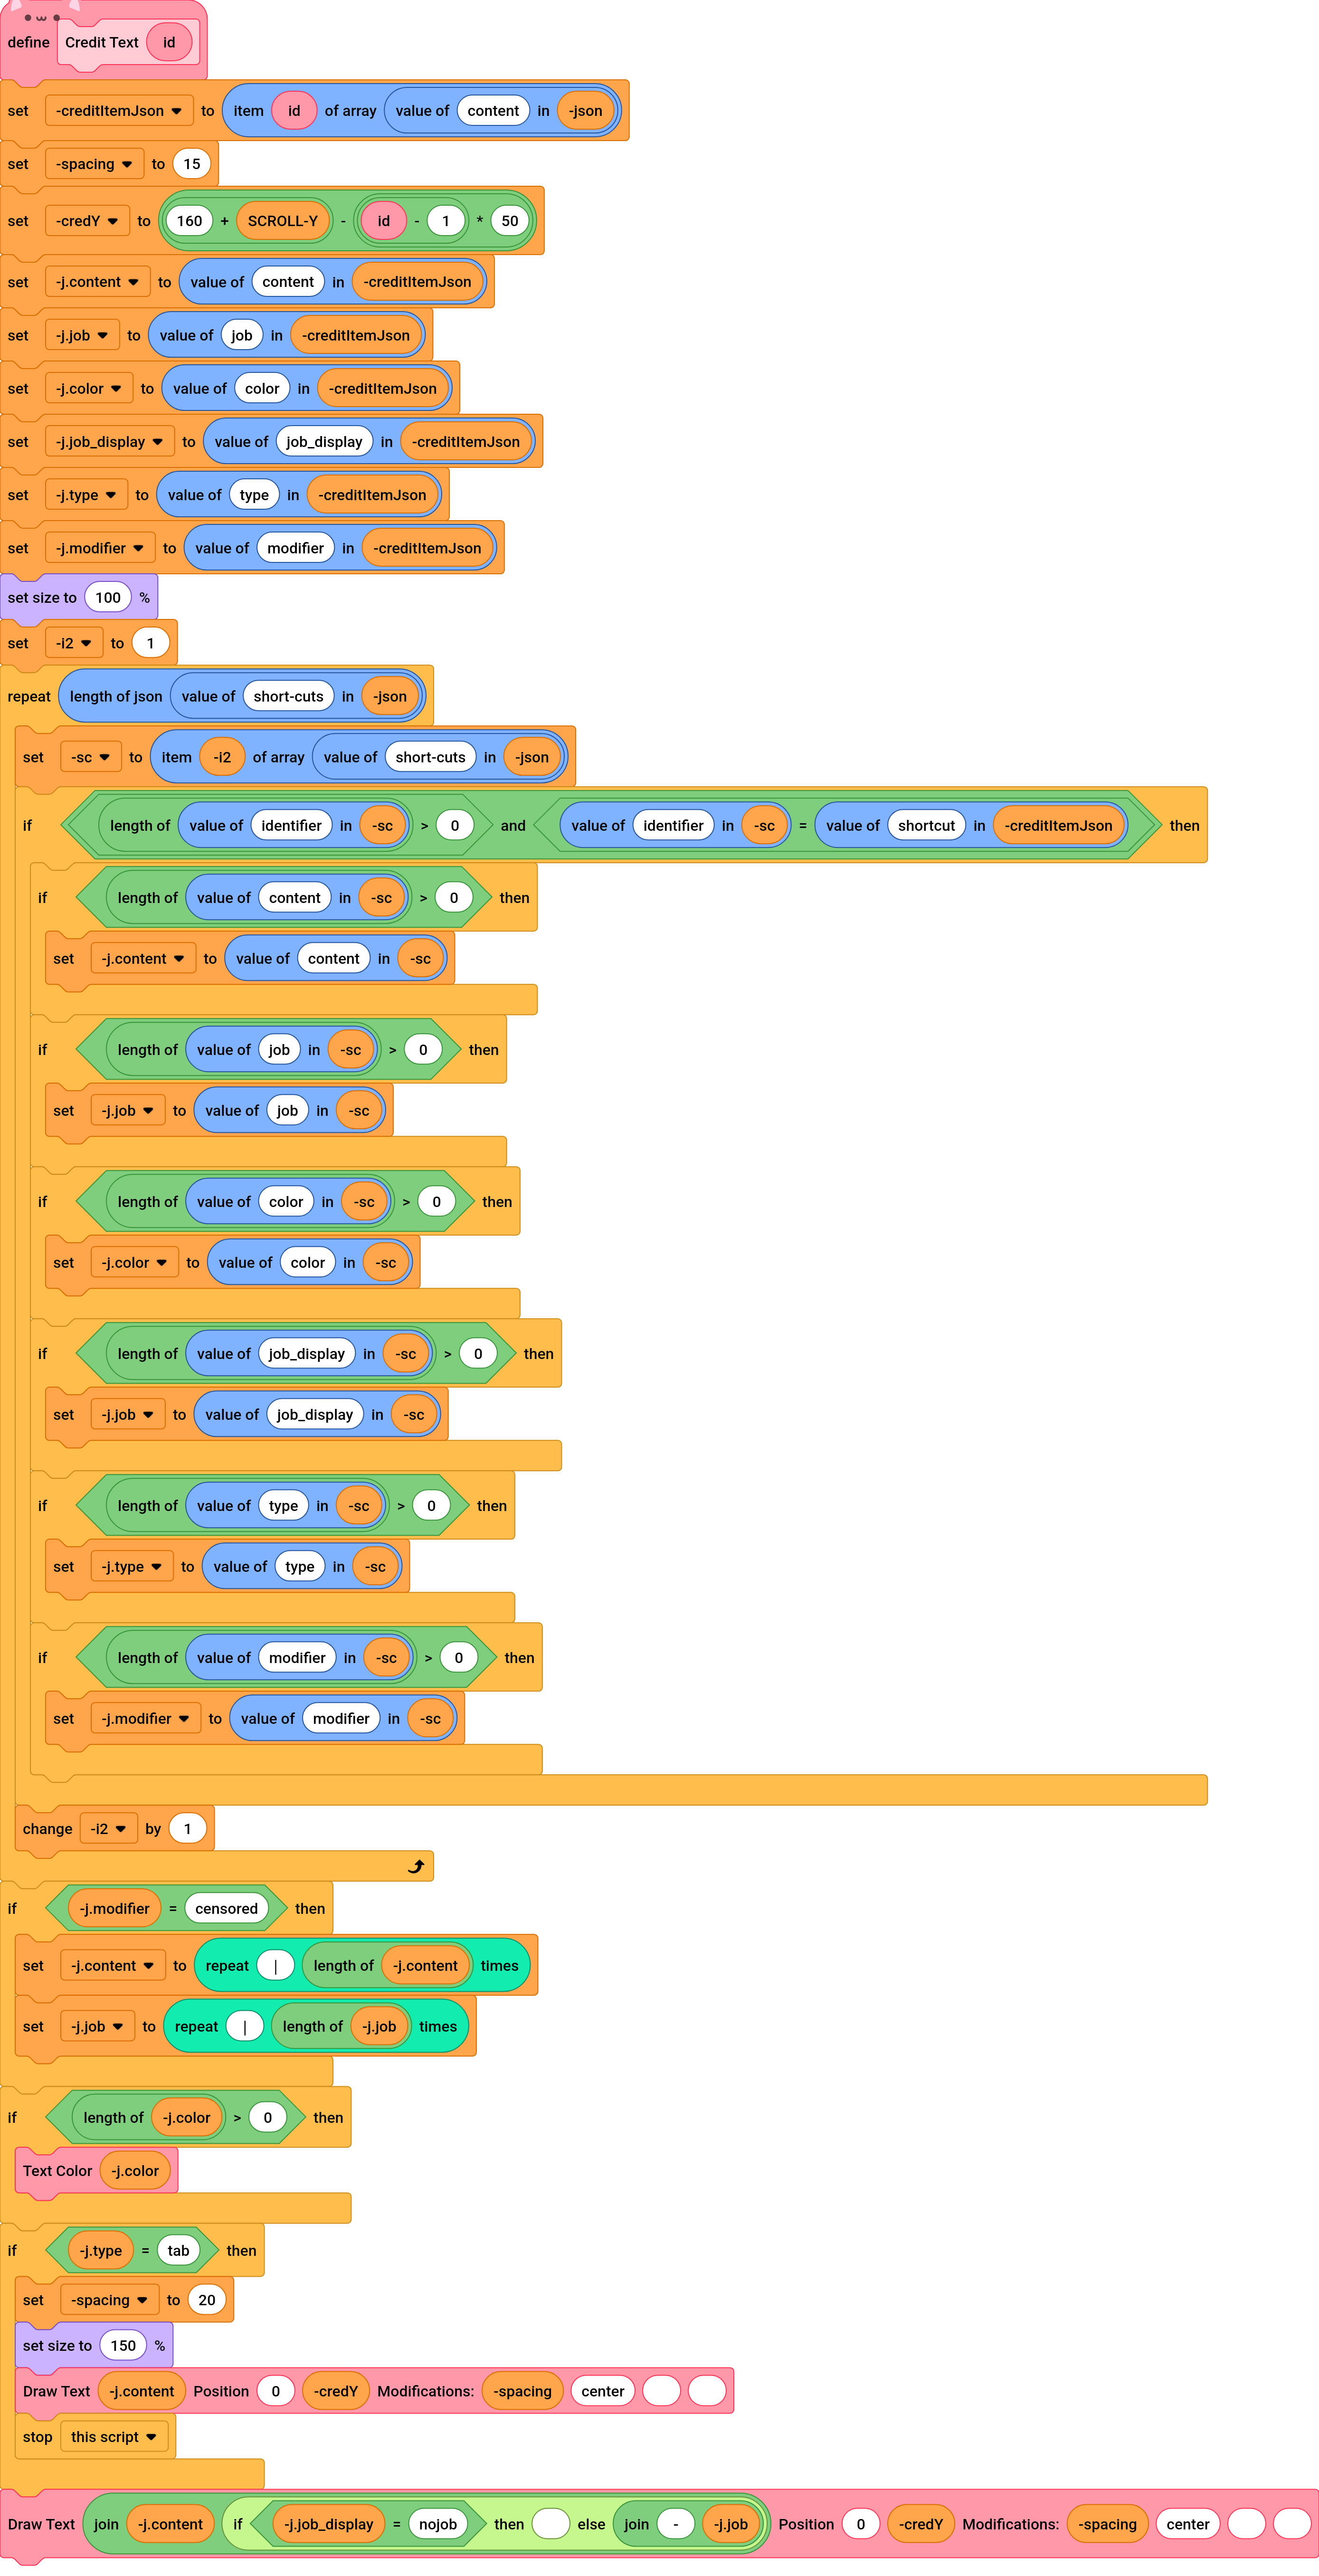 define Credit Text id
set -creditItemJson to item id of array value of content in -json
set -spacing to 15
set -credY to 160 + SCROLL-Y - id - 1 * 50
set -j.content to value of content in -creditItemJson
set -j.job to value of job in -creditItemJson
set -j.color to value of color in -creditItemJson
set -j.job_display to value of job_display in -creditItemJson
set -j.type to value of type in -creditItemJson
set -j.modifier to value of modifier in -creditItemJson
set size to 100 %
set -i2 to 1
repeat length of json value of short-cuts in -json
set -sc to item -i2 of array value of short-cuts in -json
if length of value of identifier in -sc > 0 and value of identifier in -sc = value of shortcut in -creditItemJson then
if length of value of content in -sc > 0 then
set -j.content to value of content in -sc
if length of value of job in -sc > 0 then
set -j.job to value of job in -sc
if length of value of color in -sc > 0 then
set -j.color to value of color in -sc
if length of value of job_display in -sc > 0 then
set -j.job to value of job_display in -sc
if length of value of type in -sc > 0 then
set -j.type to value of type in -sc
if length of value of modifier in -sc > 0 then
set -j.modifier to value of modifier in -sc
change -i2 by 1
if -j.modifier = censored then
set -j.content to repeat | length of -j.content times
set -j.job to repeat | length of -j.job times
if length of -j.color > 0 then
Text Color -j.color
if -j.type = tab then
set -spacing to 20
set size to 150 %
Draw Text -j.content Position 0 -credY Modifications: -spacing center
stop this script
Draw Text join -j.content if -j.job_display = nojob then else join - -j.job Position 0 -credY Modifications: -spacing center